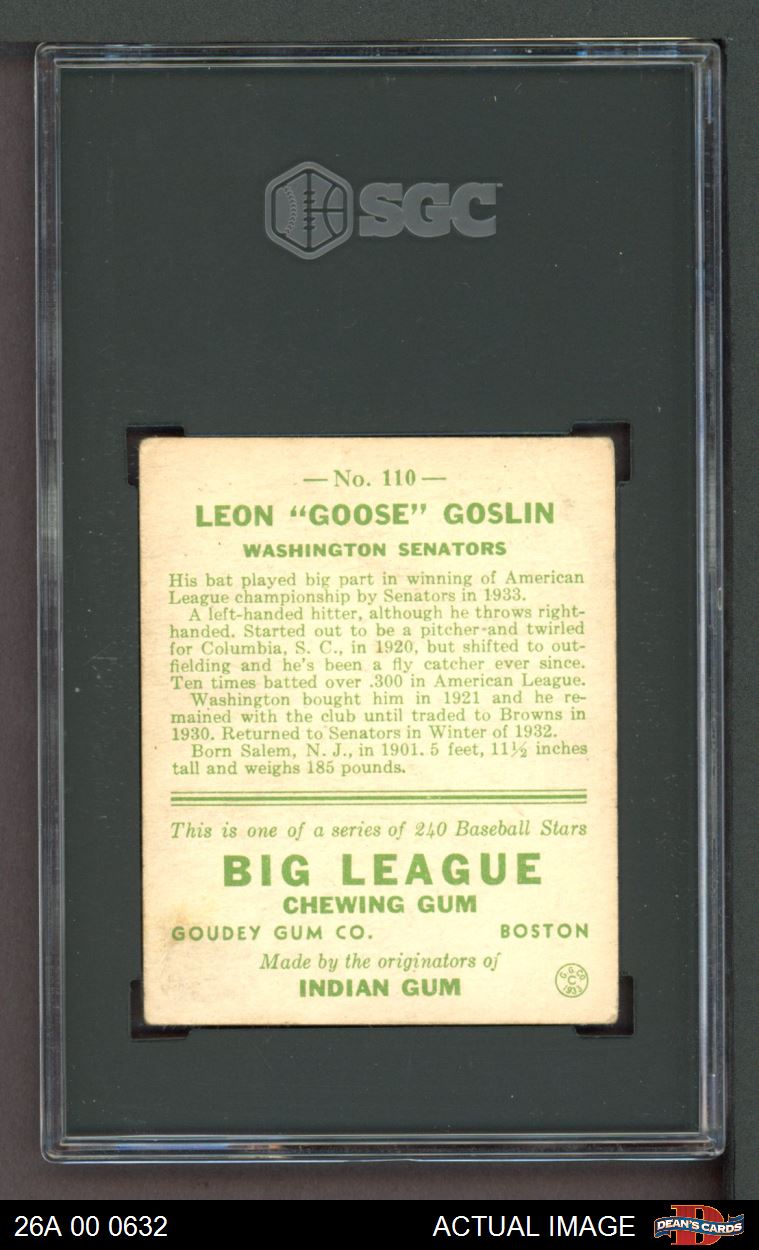 SGC
— No. 110 —
LEON “GOOSE” GOSLIN
WASHINGTON SENATORS
His bat played big part in winning of American
League championship by Senators in 1933.
A left-handed hitter, although he throws right-
handed. Started out to be a pitcher and twirled
for Columbia, S. C., in 1920, but shifted to out-
fielding and he's been a fly catcher ever since.
Ten times batted over .300 in American League.
Washington bought him in 1921 and he re-
mained with the club until traded to Browns in
1930. Returned to Senators in Winter of 1932.
Born Salem, N. J., in 1901. 5 feet, 11½ inches
tall and weighs 185 pounds.
This is one of a series of 240 Baseball Stars
BIG LEAGUE
CHEWING GUM
GOUDEY GUM CO. BOSTON
Made by the originators of
INDIAN GUM
G. G. CO.
C
1933
26A 00 0632 ACTUAL IMAGE DEAN'S CARDS